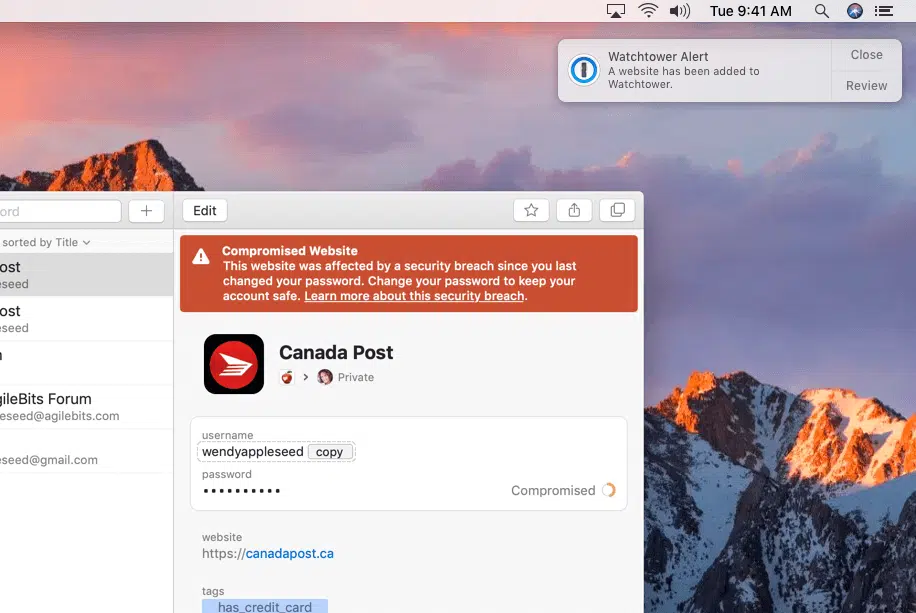 Tue 9:41 AM
Watchtower Alert
A website has been added to
Watchtower.
Close
Review
ord
Edit
sorted by Title
ost
eseed
ost
eseed
n
gileBits Forum
eseed@agilebits.com
eseed@gmail.com
Compromised Website
This website was affected by a security breach since you last
changed your password. Change your password to keep your
account safe. Learn more about this security breach.
Canada Post
Private
username
wendyappleseed copy
password
••••••••••
Compromised
website
https://canadapost.ca
tags
has_credit_card